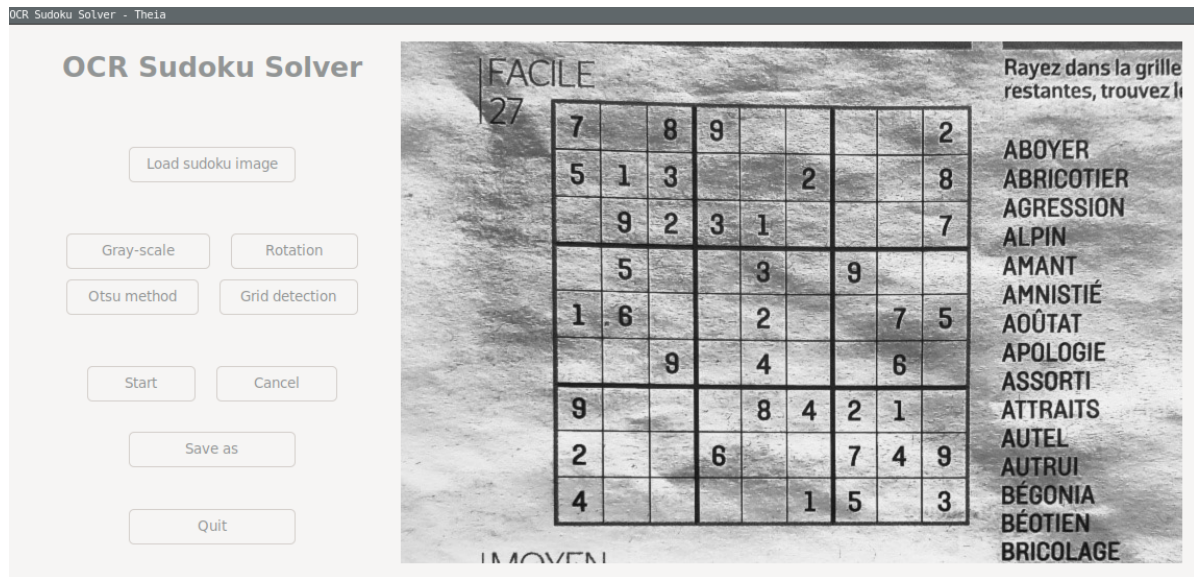 OCR Sudoku Solver - Theia
OCR Sudoku Solver
Load sudoku image
Gray-scale
Rotation
Otsu method
Grid detection
Start
Cancel
Save as
Quit
FACILE
27
7 8 9 2
5 1 3 2 8
9 2 3 1 7
5 3 9
1 6 2 7 5
9 4 6
9 8 4 2 1
2 6 7 4 9
4 1 5 3
MOYEN
Rayez dans la grille
restantes, trouvez
ABOYER
ABRICOTIER
AGRESSION
ALPIN
AMANT
AMNISTIÉ
AOÛTAT
APOLOGIE
ASSORTI
ATTRAITS
AUTEL
AUTRUI
BÉGONIA
BÉOTIEN
BRICOLAGE